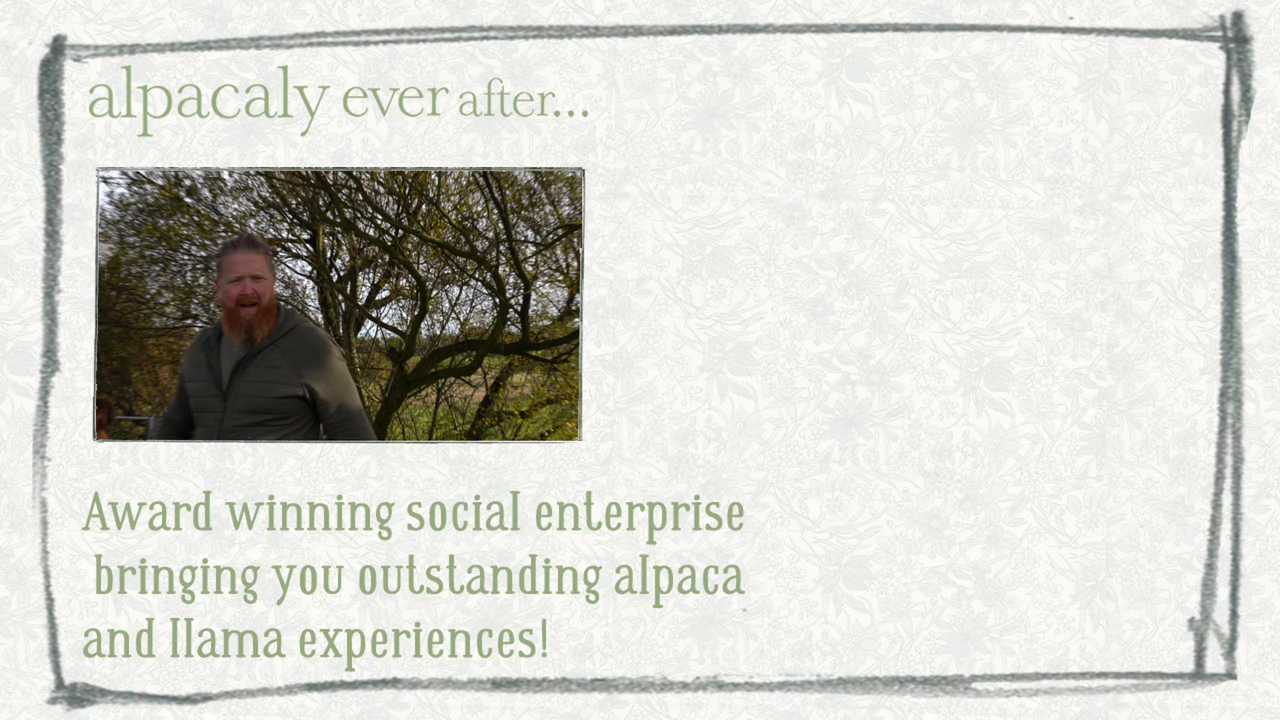 alpacaly ever after...
Award winning social enterprise
bringing you outstanding alpaca
and llama experiences!